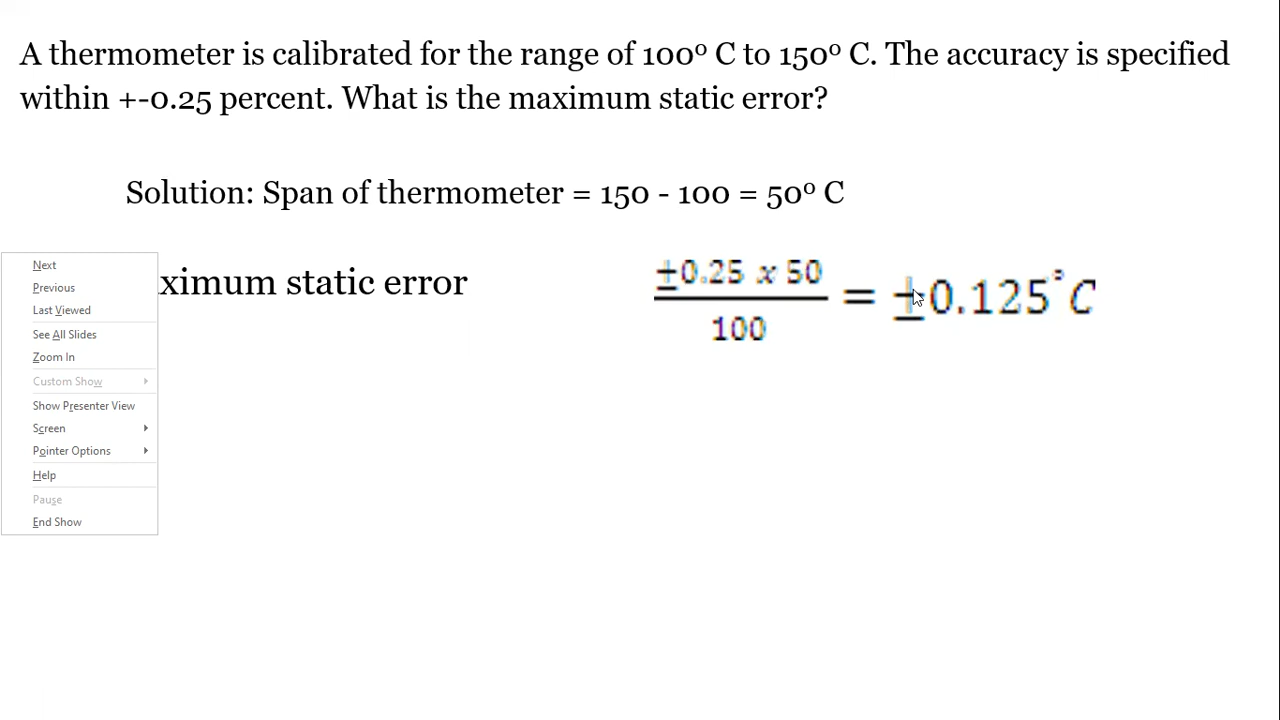 A thermometer is calibrated for the range of 100º C to 150º C. The accuracy is specified
within +-0.25 percent. What is the maximum static error?
Solution: Span of thermometer = 150 - 100 = 50º C
ximum static error
±0.25 x 50
100
= ±0.125°C
Next
Previous
Last Viewed
See All Slides
Zoom In
Custom Show
Show Presenter View
Screen
Pointer Options
Help
Pause
End Show